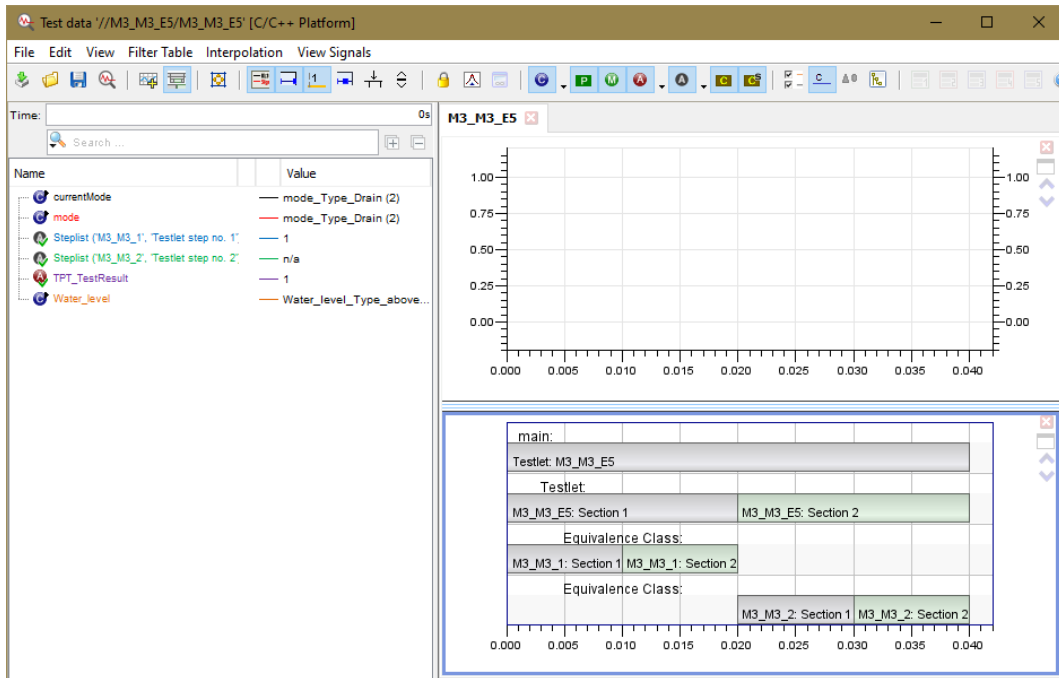 Test data '//M3_M3_E5/M3_M3_E5' [C/C++ Platform]
File Edit View Filter Table Interpolation View Signals
Time: 0s
Search ...
Name Value
currentMode mode_Type_Drain (2)
mode mode_Type_Drain (2)
Steplist ('M3_M3_1', 'Testlet step no. 1' 1
Steplist ('M3_M3_2', 'Testlet step no. 2' n/a
TPT_TestResult 1
Water_level Water_level_Type_above...
M3_M3_E5
1.00 1.00
0.75 0.75
0.50 0.50
0.25 0.25
0.00 0.00
0.000 0.005 0.010 0.015 0.020 0.025 0.030 0.035 0.040
main:
Testlet: M3_M3_E5
Testlet:
M3_M3_E5: Section 1 M3_M3_E5: Section 2
Equivalence Class:
M3_M3_1: Section 1 M3_M3_1: Section 2
Equivalence Class:
M3_M3_2: Section 1 M3_M3_2: Section 2
0.000 0.005 0.010 0.015 0.020 0.025 0.030 0.035 0.040